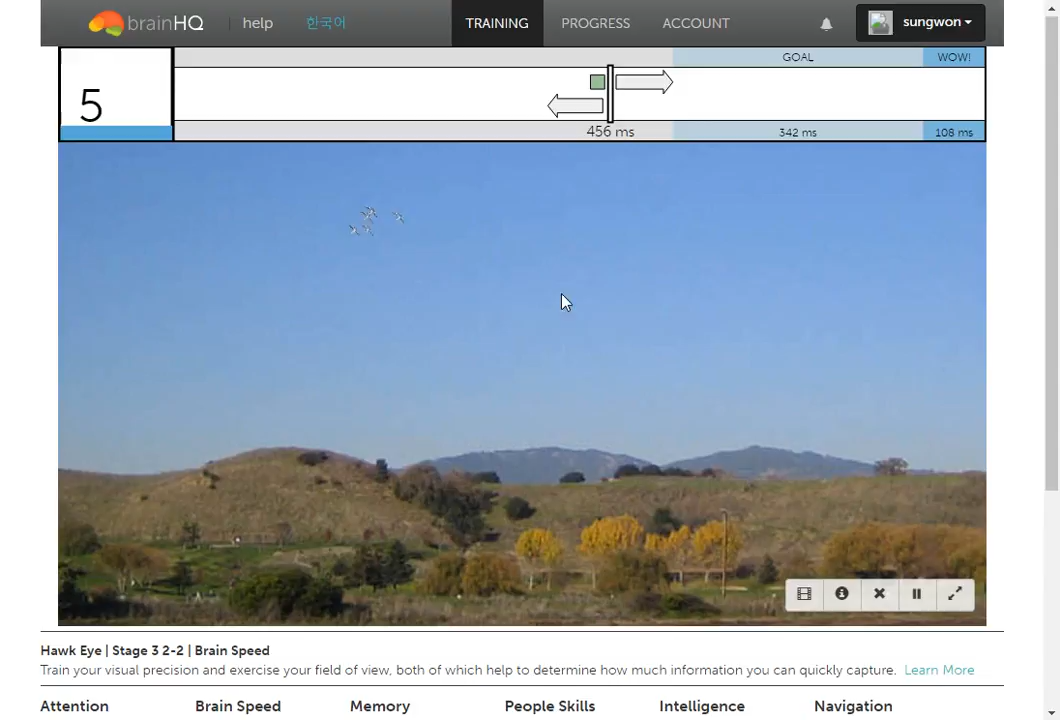 brainHQ | help 한국어 TRAINING PROGRESS ACCOUNT sungwon
GOAL WOW!
5
456 ms 342 ms 108 ms
Hawk Eye | Stage 3 2-2 | Brain Speed
Train your visual precision and exercise your field of view, both of which help to determine how much information you can quickly capture. Learn More
Attention Brain Speed Memory People Skills Intelligence Navigation